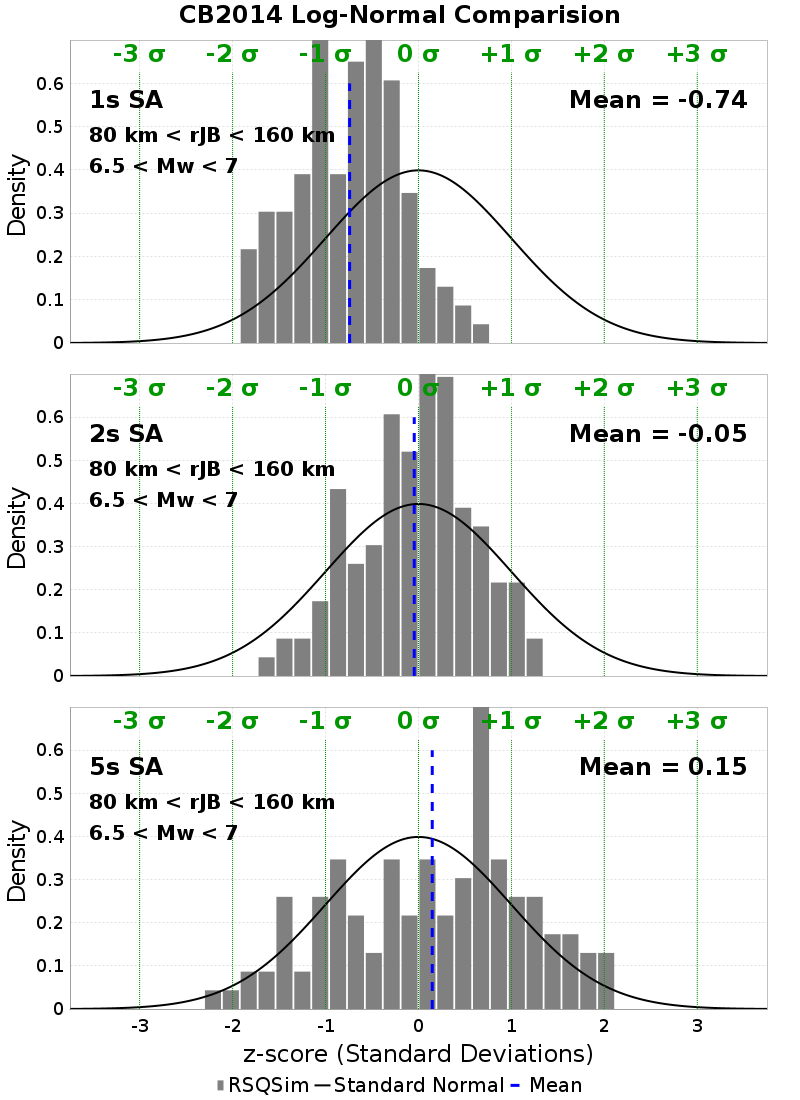 CB2014 Log-Normal Comparision
-3 σ -2 σ -1 σ 0 σ +1 σ +2 σ +3 σ
0.6
1s SA Mean = -0.74
0.5
80 km < rJB < 160 km
6.5 < Mw < 7
0.4
0.3
0.2
0.1
0
Density
-3 σ -2 σ -1 σ 0 σ +1 σ +2 σ +3 σ
0.6
2s SA Mean = -0.05
0.5
80 km < rJB < 160 km
6.5 < Mw < 7
0.4
0.3
0.2
0.1
0
Density
-3 σ -2 σ -1 σ 0 σ +1 σ +2 σ +3 σ
0.6
5s SA Mean = 0.15
0.5
80 km < rJB < 160 km
6.5 < Mw < 7
0.4
0.3
0.2
0.1
0
Density
-3 -2 -1 0 1 2 3
z-score (Standard Deviations)
RSQSim Standard Normal Mean